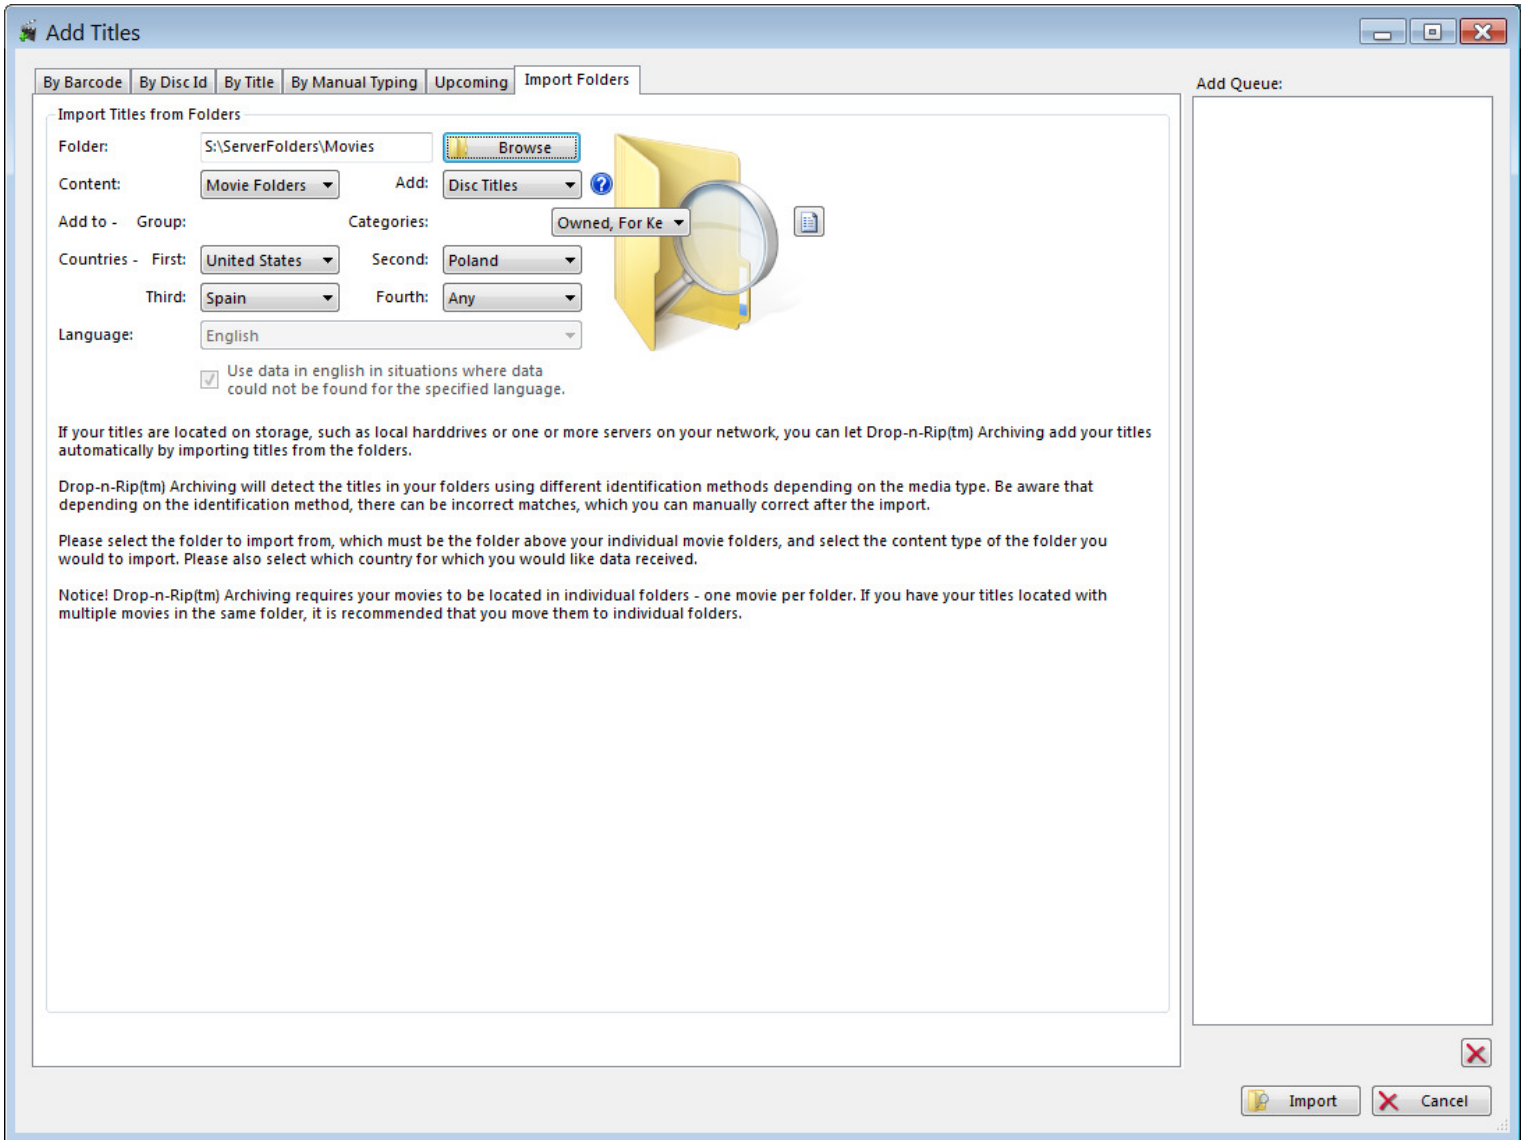 Add Titles
By Barcode By Disc Id By Title By Manual Typing Upcoming Import Folders
Add Queue:
Import Titles from Folders
Folder: S:\ServerFolders\Movies Browse
Content: Movie Folders Add: Disc Titles ?
Add to - Group: Categories: Owned, For Ke
Countries - First: United States Second: Poland
Third: Spain Fourth: Any
Language: English
Use data in english in situations where data
could not be found for the specified language.
If your titles are located on storage, such as local harddrives or one or more servers on your network, you can let Drop-n-Rip(tm) Archiving add your titles
automatically by importing titles from the folders.
Drop-n-Rip(tm) Archiving will detect the titles in your folders using different identification methods depending on the media type. Be aware that
depending on the identification method, there can be incorrect matches, which you can manually correct after the import.
Please select the folder to import from, which must be the folder above your individual movie folders, and select the content type of the folder you
would to import. Please also select which country for which you would like data received.
Notice! Drop-n-Rip(tm) Archiving requires your movies to be located in individual folders - one movie per folder. If you have your titles located with
multiple movies in the same folder, it is recommended that you move them to individual folders.
Import Cancel